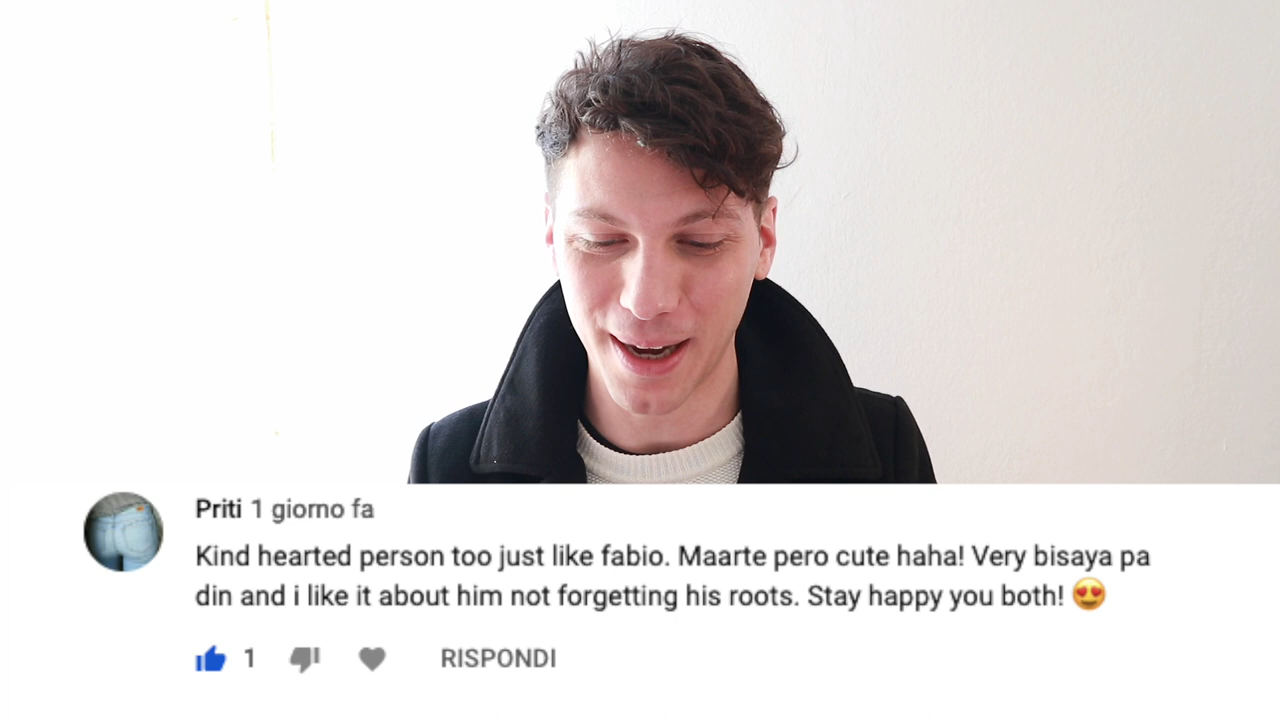 Priti 1 giorno fa
Kind hearted person too just like fabio. Maarte pero cute haha! Very bisaya pa
din and i like it about him not forgetting his roots. Stay happy you both! 😍
1
RISPONDI